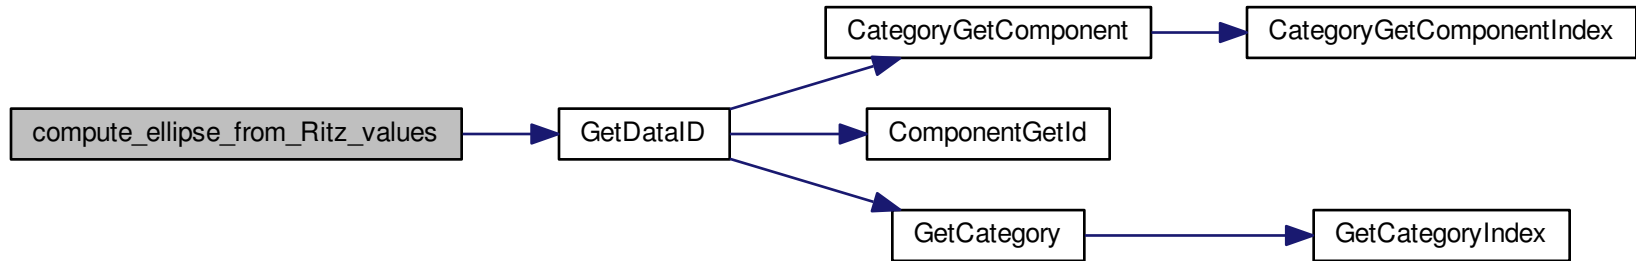 CategoryGetComponent
CategoryGetComponentIndex
compute_ellipse_from_Ritz_values
GetDataID
ComponentGetId
GetCategory
GetCategoryIndex